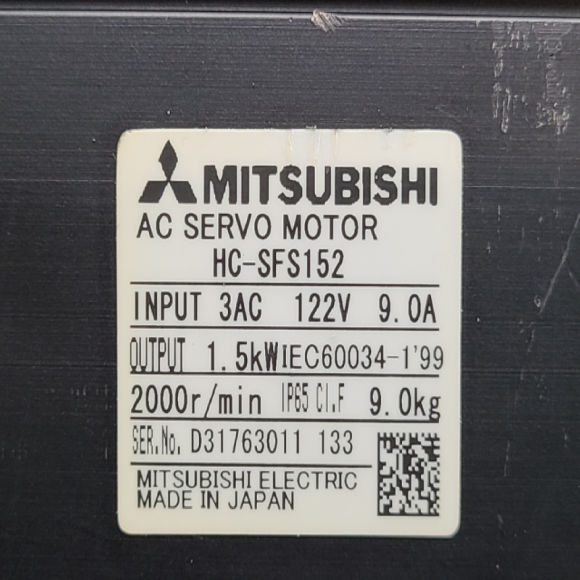 MITSUBISHI
AC SERVO MOTOR
HC-SFS152
INPUT 3AC 122V 9.0A
OUTPUT 1.5kW IEC60034-1'99
2000r/min IP65 Cl.F 9.0kg
SER.No. D31763011 133
MITSUBISHI ELECTRIC
MADE IN JAPAN